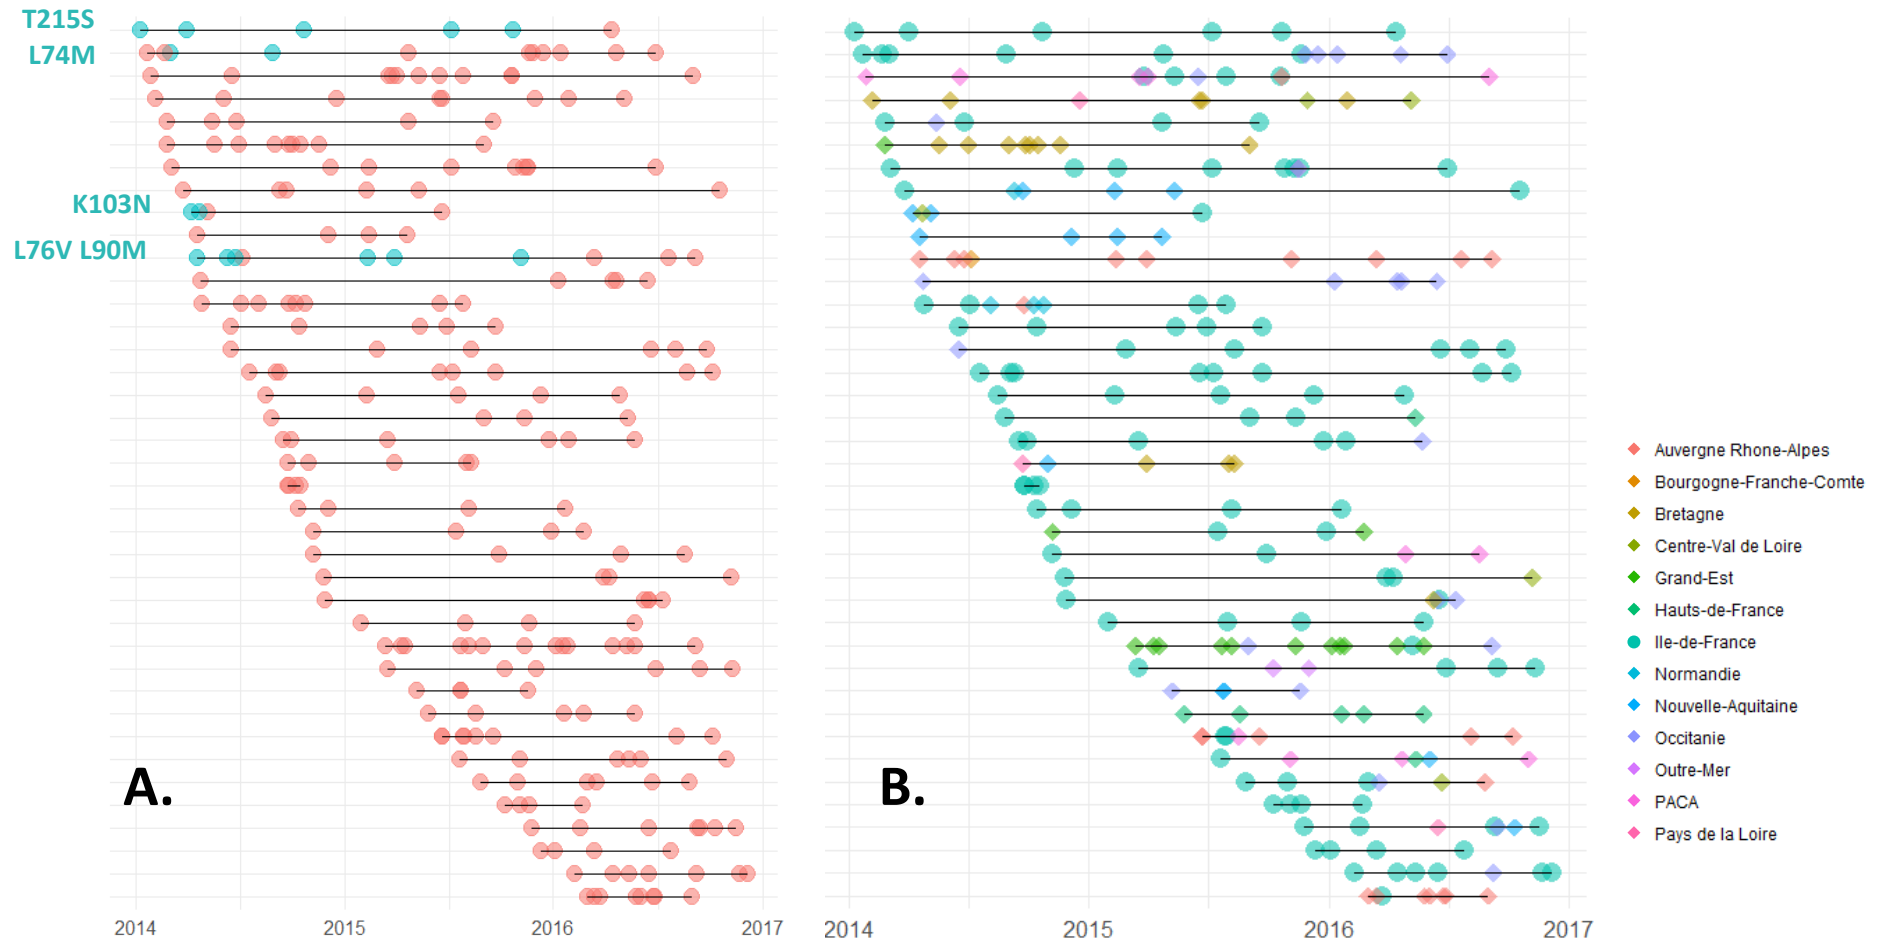 T215S
L74M
K103N
L76V L90M
A.
2014 2015 2016 2017
B.
2014 2015 2016 2017
Auvergne Rhone-Alpes
Bourgogne-Franche-Comte
Bretagne
Centre-Val de Loire
Grand-Est
Hauts-de-France
Ile-de-France
Normandie
Nouvelle-Aquitaine
Occitanie
Outre-Mer
PACA
Pays de la Loire